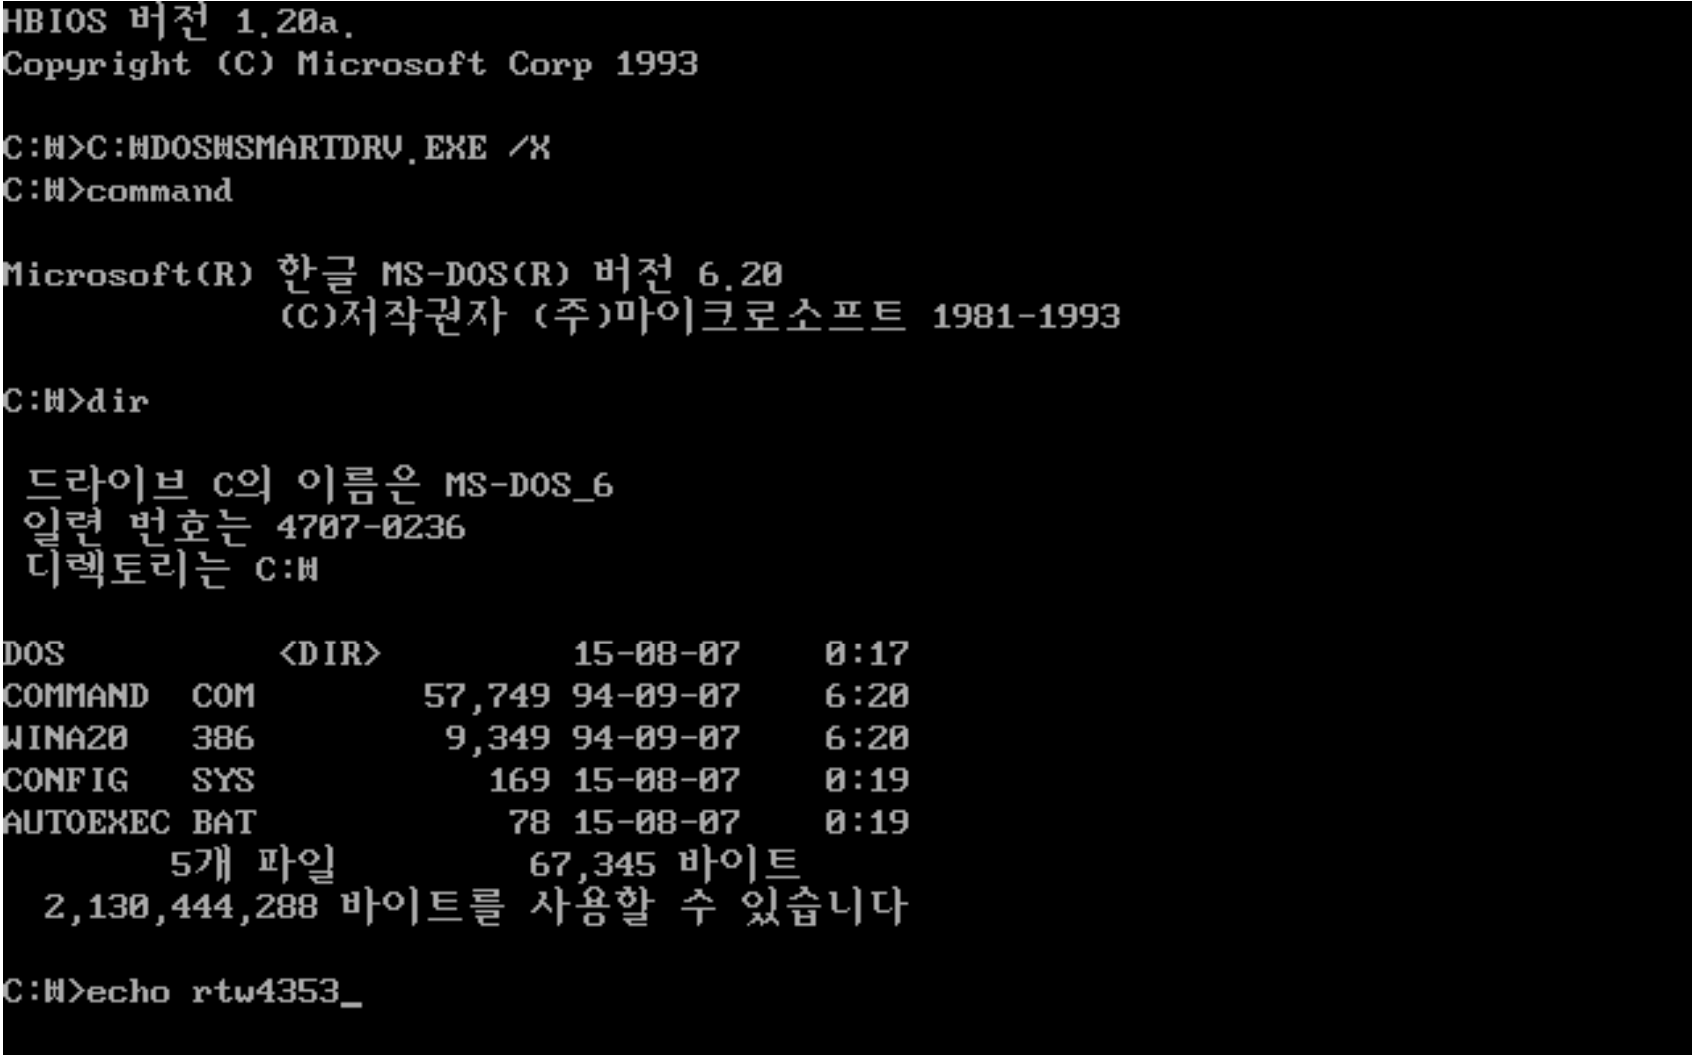 HBIOS 버전 1.20a.
Copyright (C) Microsoft Corp 1993
C:₩>C:₩DOS₩SMARTDRV.EXE /X
C:₩>command
Microsoft(R) 한글 MS-DOS(R) 버전 6.20
(C)저작권자 (주)마이크로소프트 1981-1993
C:₩>dir
드라이브 C의 이름은 MS-DOS_6
일련 번호는 4707-0236
디렉토리는 C:₩
DOS <DIR> 15-08-07 0:17
COMMAND COM 57,749 94-09-07 6:20
WINA20 386 9,349 94-09-07 6:20
CONFIG SYS 169 15-08-07 0:19
AUTOEXEC BAT 78 15-08-07 0:19
5개 파일 67,345 바이트
2,130,444,288 바이트를 사용할 수 있습니다
C:₩>echo rtw4353_